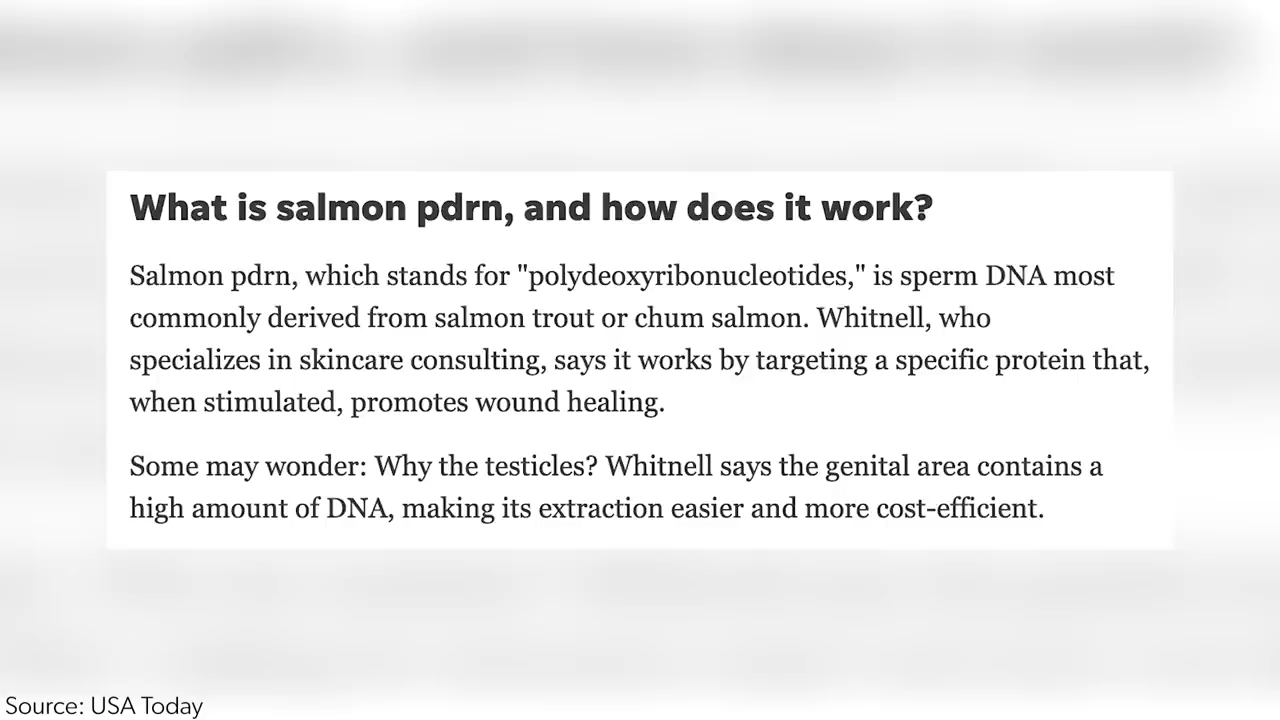 What is salmon pdrn, and how does it work?
Salmon pdrn, which stands for "polydeoxyribonucleotides," is sperm DNA most
commonly derived from salmon trout or chum salmon. Whitnell, who
specializes in skincare consulting, says it works by targeting a specific protein that,
when stimulated, promotes wound healing.
Some may wonder: Why the testicles? Whitnell says the genital area contains a
high amount of DNA, making its extraction easier and more cost-efficient.
Source: USA Today